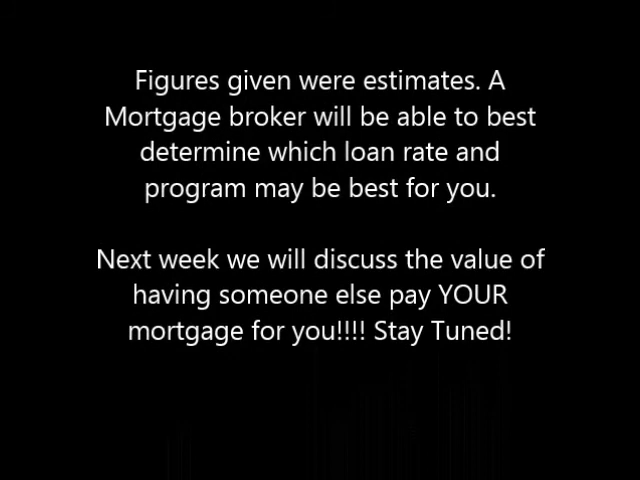 Figures given were estimates. A
Mortgage broker will be able to best
determine which loan rate and
program may be best for you.
Next week we will discuss the value of
having someone else pay YOUR
mortgage for you!!!! Stay Tuned!